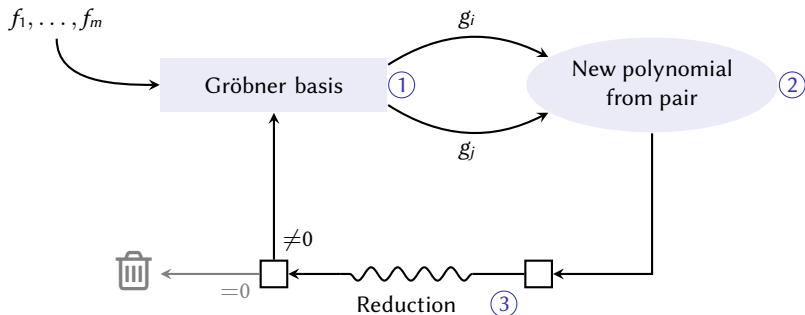 f₁, . . . , fₘ
gᵢ
Gröbner basis
①
New polynomial
from pair
②
gⱼ
≠0
=0
Reduction
③